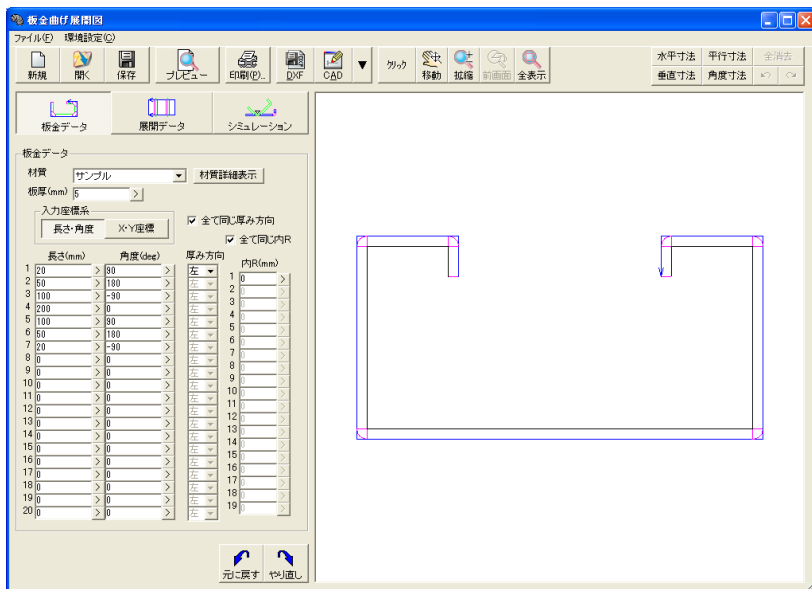 板金曲げ展開図
ファイル(F) 環境設定(C)
新規 開く 保存 プレビュー 印刷(P)... DXF CAD ▼ クリック 移動 拡縮 前画面 全表示
水平寸法 平行寸法 全消去
垂直寸法 角度寸法
板金データ 展開データ シミュレーション
板金データ
材質 サンプル 材質詳細表示
板厚(mm) 5 >
入力座標系
長さ・角度 X・Y座標
全て同じ厚み方向
全て同じ内R
長さ(mm) 角度(dee) 厚み方向 内R(mm)
1 20 > 90 > 左
2 50 > 180 > 左
3 100 > -90 > 左
4 200 > 0 > 左
5 100 > 90 > 左
6 50 > 180 > 左
7 20 > -90 > 左
8 0 > 0 > 左
9 0 > 0 > 左
10 0 > 0 > 左
11 0 > 0 > 左
12 0 > 0 > 左
13 0 > 0 > 左
14 0 > 0 > 左
15 0 > 0 > 左
16 0 > 0 > 左
17 0 > 0 > 左
18 0 > 0 > 左
19 0 > 0 > 左
20 0 > 0 > 左
1 0 >
2 0 >
3 0 >
4 0 >
5 0 >
6 0 >
7 0 >
8 0 >
9 0 >
10 0 >
11 0 >
12 0 >
13 0 >
14 0 >
15 0 >
16 0 >
17 0 >
18 0 >
19 0 >
元に戻す やり直し